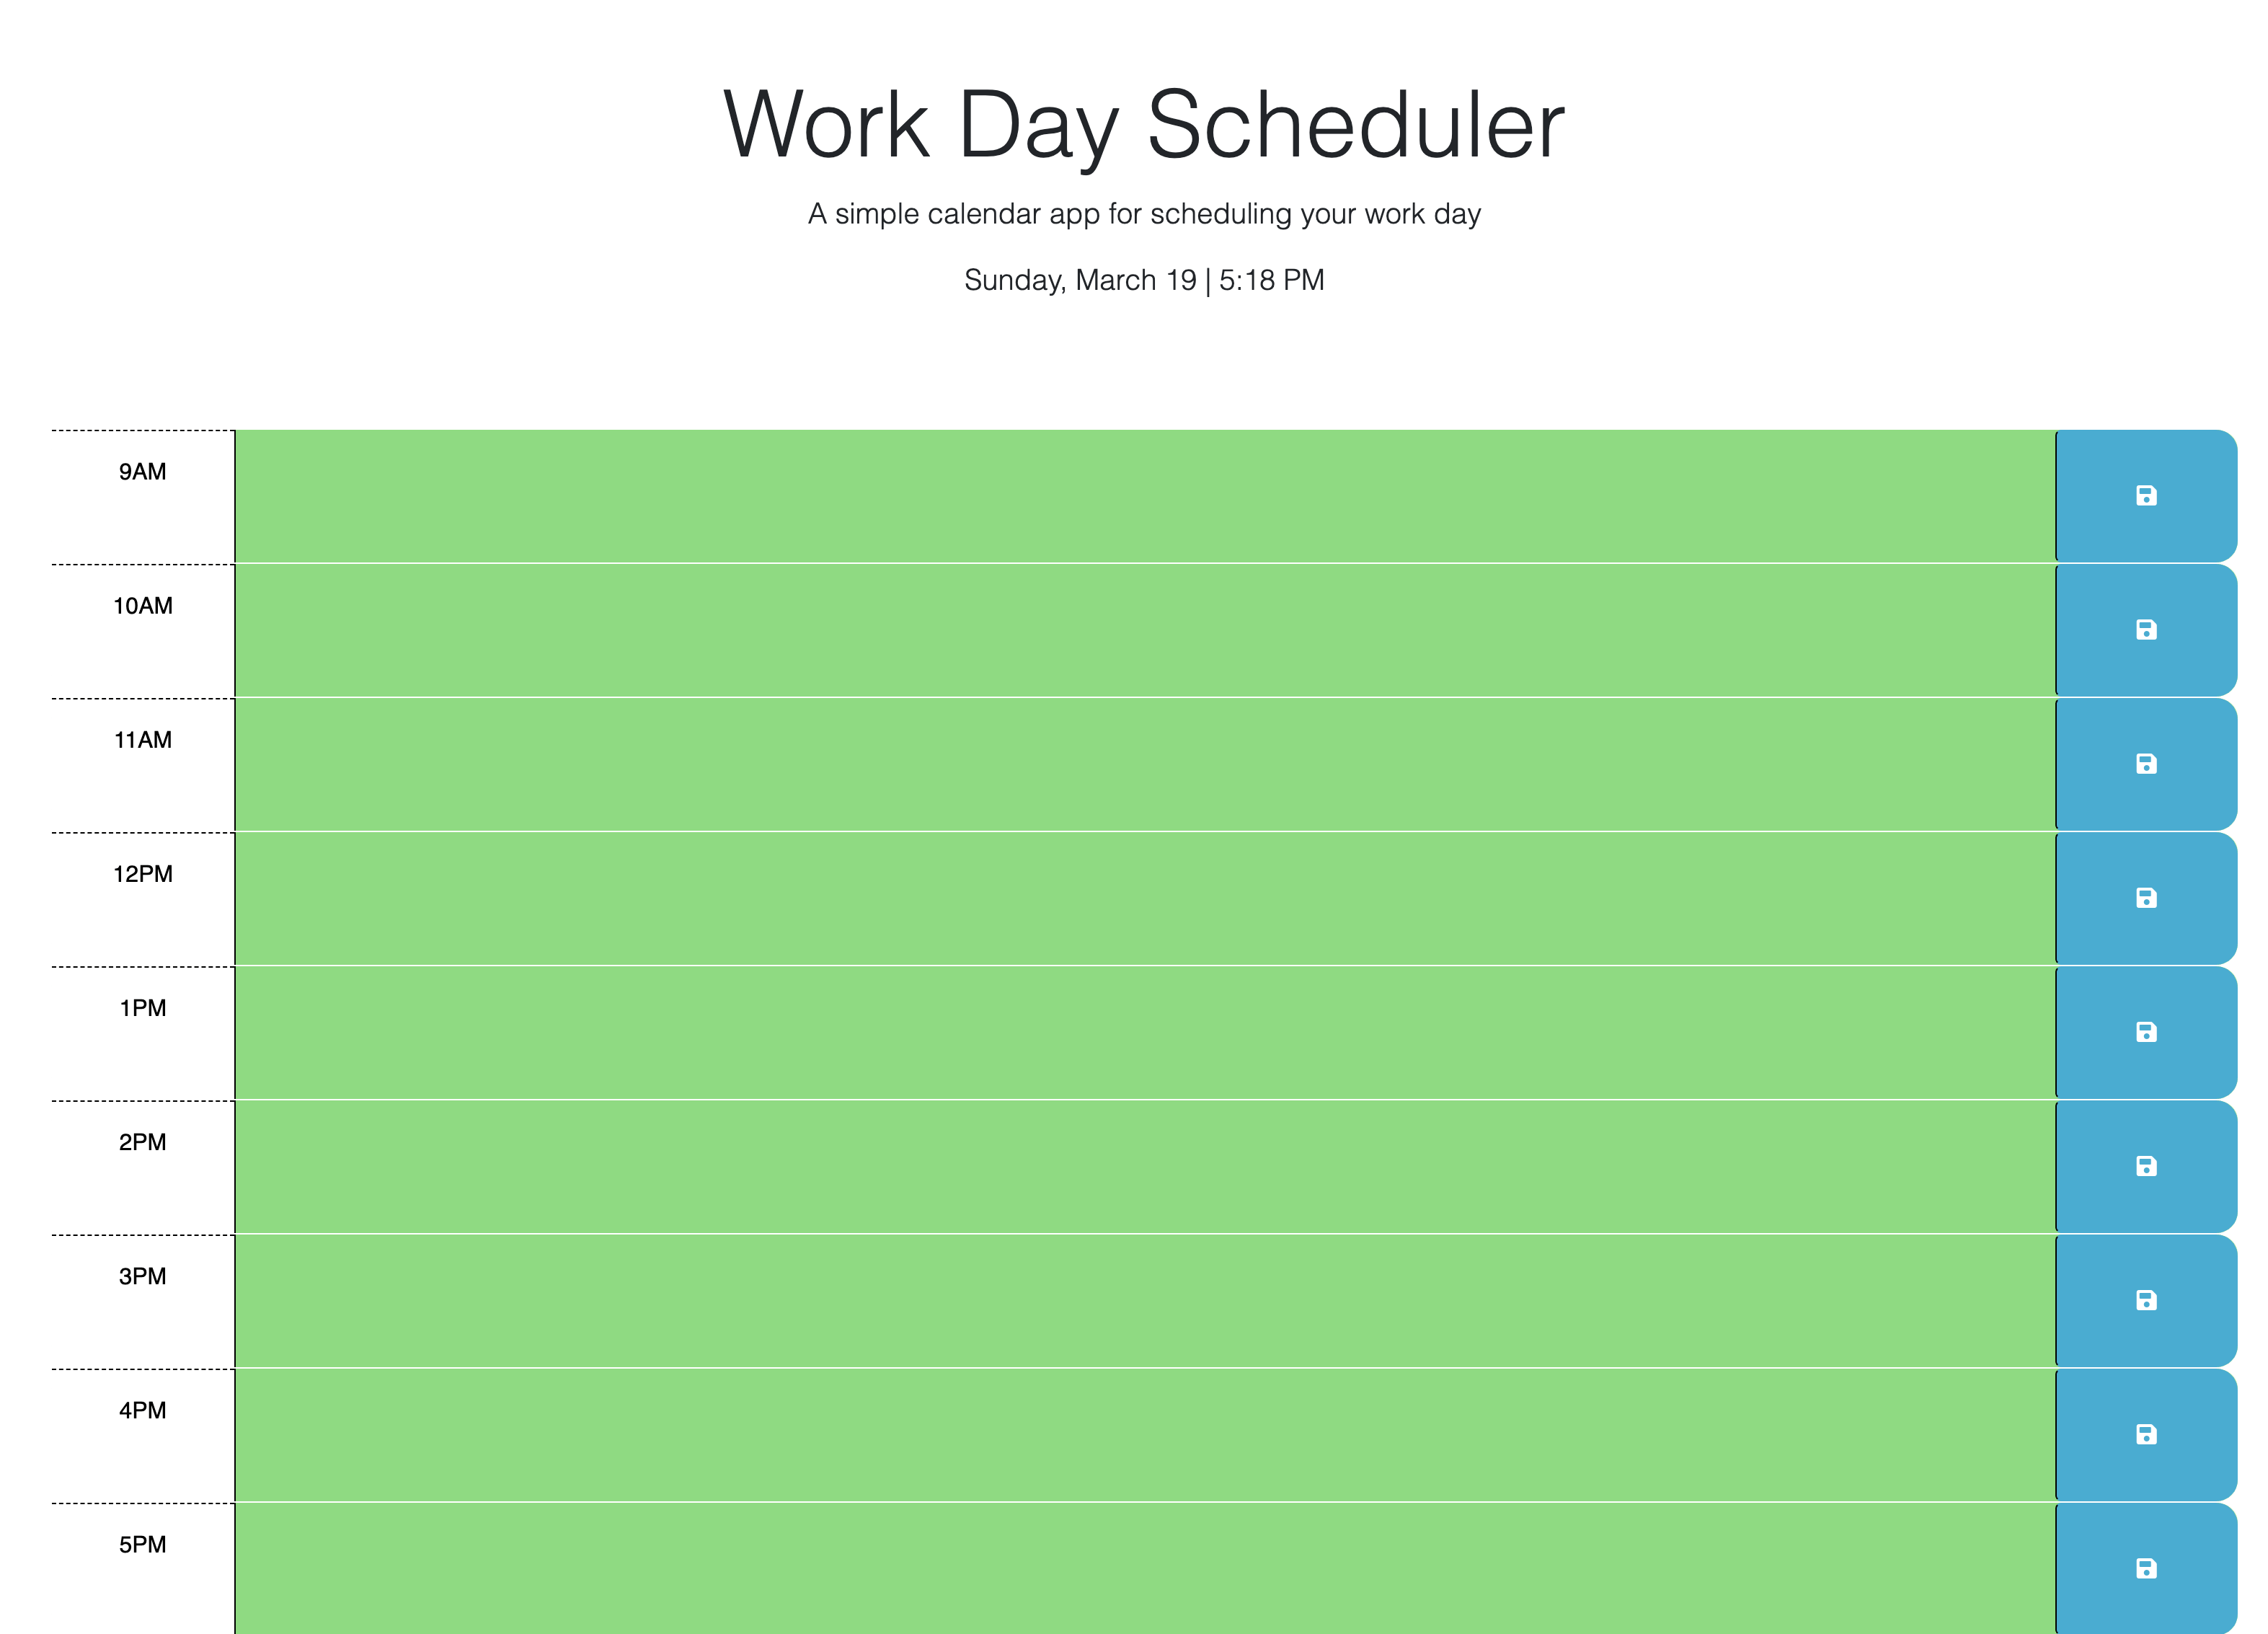 Work Day Scheduler
A simple calendar app for scheduling your work day
Sunday, March 19 | 5:18 PM
9AM
10AM
11AM
12PM
1PM
2PM
3PM
4PM
5PM